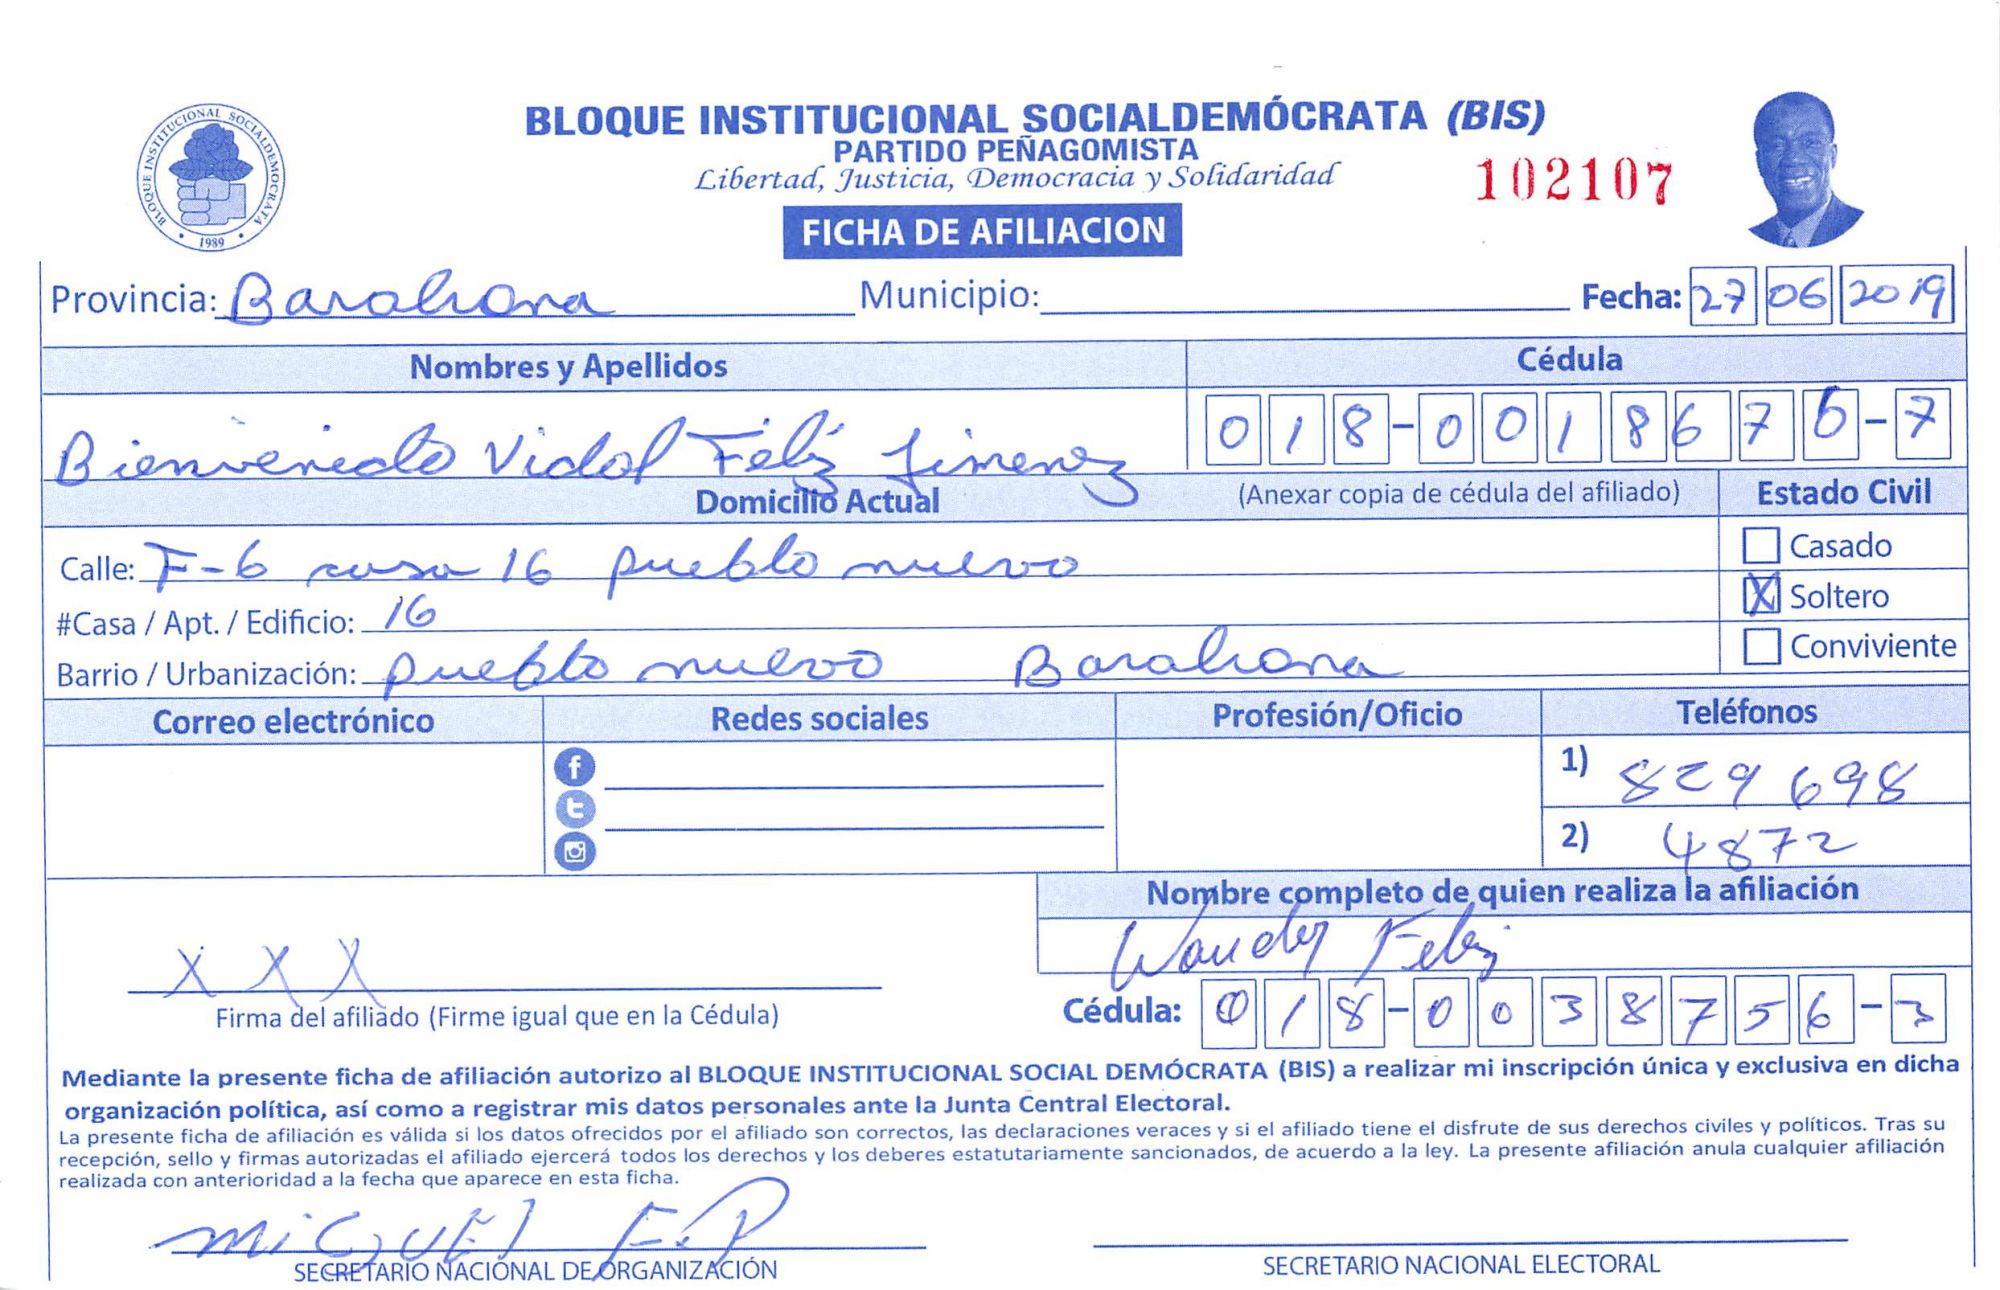 BLOQUE INSTITUCIONAL SOCIALDEMOCRATA
1989
BLOQUE INSTITUCIONAL SOCIALDEMÓCRATA (BIS)
PARTIDO PEÑAGOMISTA
Libertad, Justicia, Democracia y Solidaridad
102107
FICHA DE AFILIACION
Provincia: Barahona Municipio: Fecha: 27 06 2019
Nombres y Apellidos Cédula
Bienvenido Vidal Féliz Jimenez 018-0018676-7
Domicilio Actual (Anexar copia de cédula del afiliado) Estado Civil
Calle: F-6 casa 16 pueblo nuevo
Casado
#Casa / Apt. / Edificio: 16
X Soltero
Barrio / Urbanización: pueblo nuevo Barahona
Conviviente
Correo electrónico Redes sociales Profesión/Oficio Teléfonos
1) 829 698
2) 4872
Nombre completo de quien realiza la afiliación
Wandy Feliz
X X X
Firma del afiliado (Firme igual que en la Cédula)
Cédula: 018-0038756-3
Mediante la presente ficha de afiliación autorizo al BLOQUE INSTITUCIONAL SOCIAL DEMÓCRATA (BIS) a realizar mi inscripción única y exclusiva en dicha
organización política, así como a registrar mis datos personales ante la Junta Central Electoral.
La presente ficha de afiliación es válida si los datos ofrecidos por el afiliado son correctos, las declaraciones veraces y si el afiliado tiene el disfrute de sus derechos civiles y políticos. Tras su
recepción, sello y firmas autorizadas el afiliado ejercerá todos los derechos y los deberes estatutariamente sancionados, de acuerdo a la ley. La presente afiliación anula cualquier afiliación
realizada con anterioridad a la fecha que aparece en esta ficha.
MiGUEl F.P
SECRETARIO NACIONAL DE ORGANIZACIÓN
SECRETARIO NACIONAL ELECTORAL